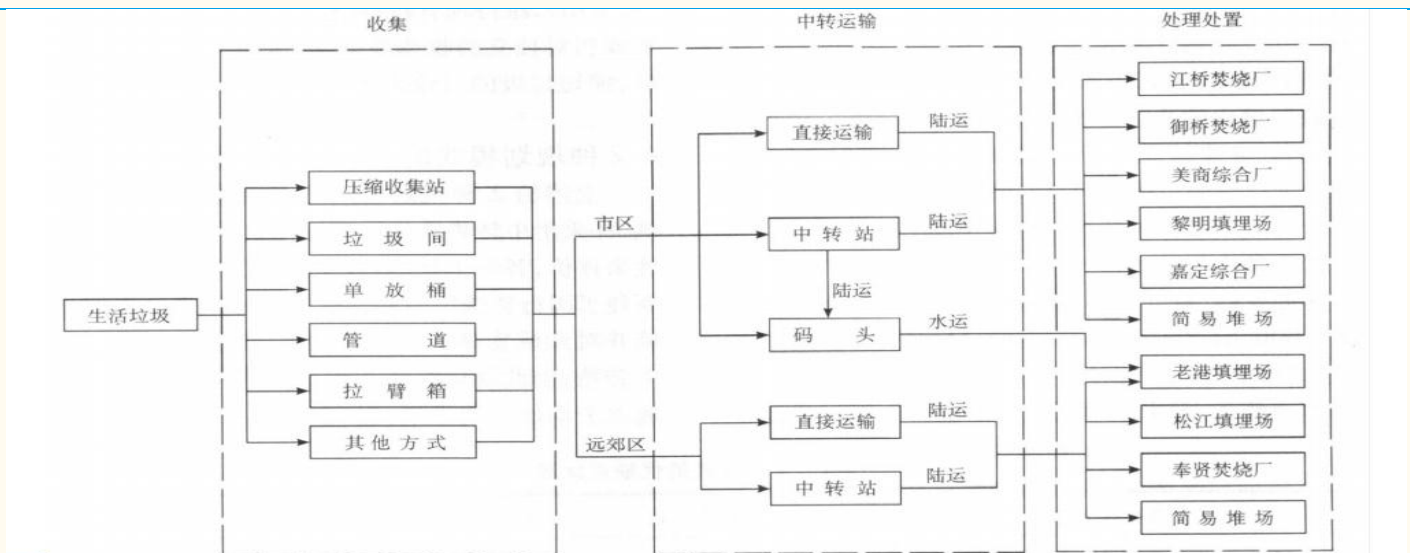 收集
中转运输
处理处置
生活垃圾
压缩收集站
垃圾间
单放桶
管道
拉臂箱
其他方式
市区
远郊区
直接运输
陆运
中转站
陆运
陆运
码头
水运
直接运输
陆运
中转站
陆运
江桥焚烧厂
御桥焚烧厂
美商综合厂
黎明填埋场
嘉定综合厂
简易堆场
老港填埋场
松江填埋场
奉贤焚烧厂
简易堆场